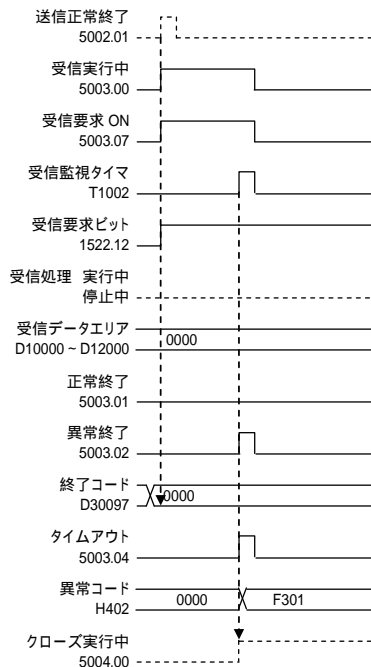 送信正常終了
5002.01
受信実行中
5003.00
受信要求 ON
5003.07
受信監視タイマ
T1002
受信要求ビット
1522.12
受信処理 実行中
停止中
受信データエリア
D10000 ~ D12000
0000
正常終了
5003.01
異常終了
5003.02
終了コード
D30097
0000
タイムアウト
5003.04
異常コード
H402
0000
F301
クローズ実行中
5004.00